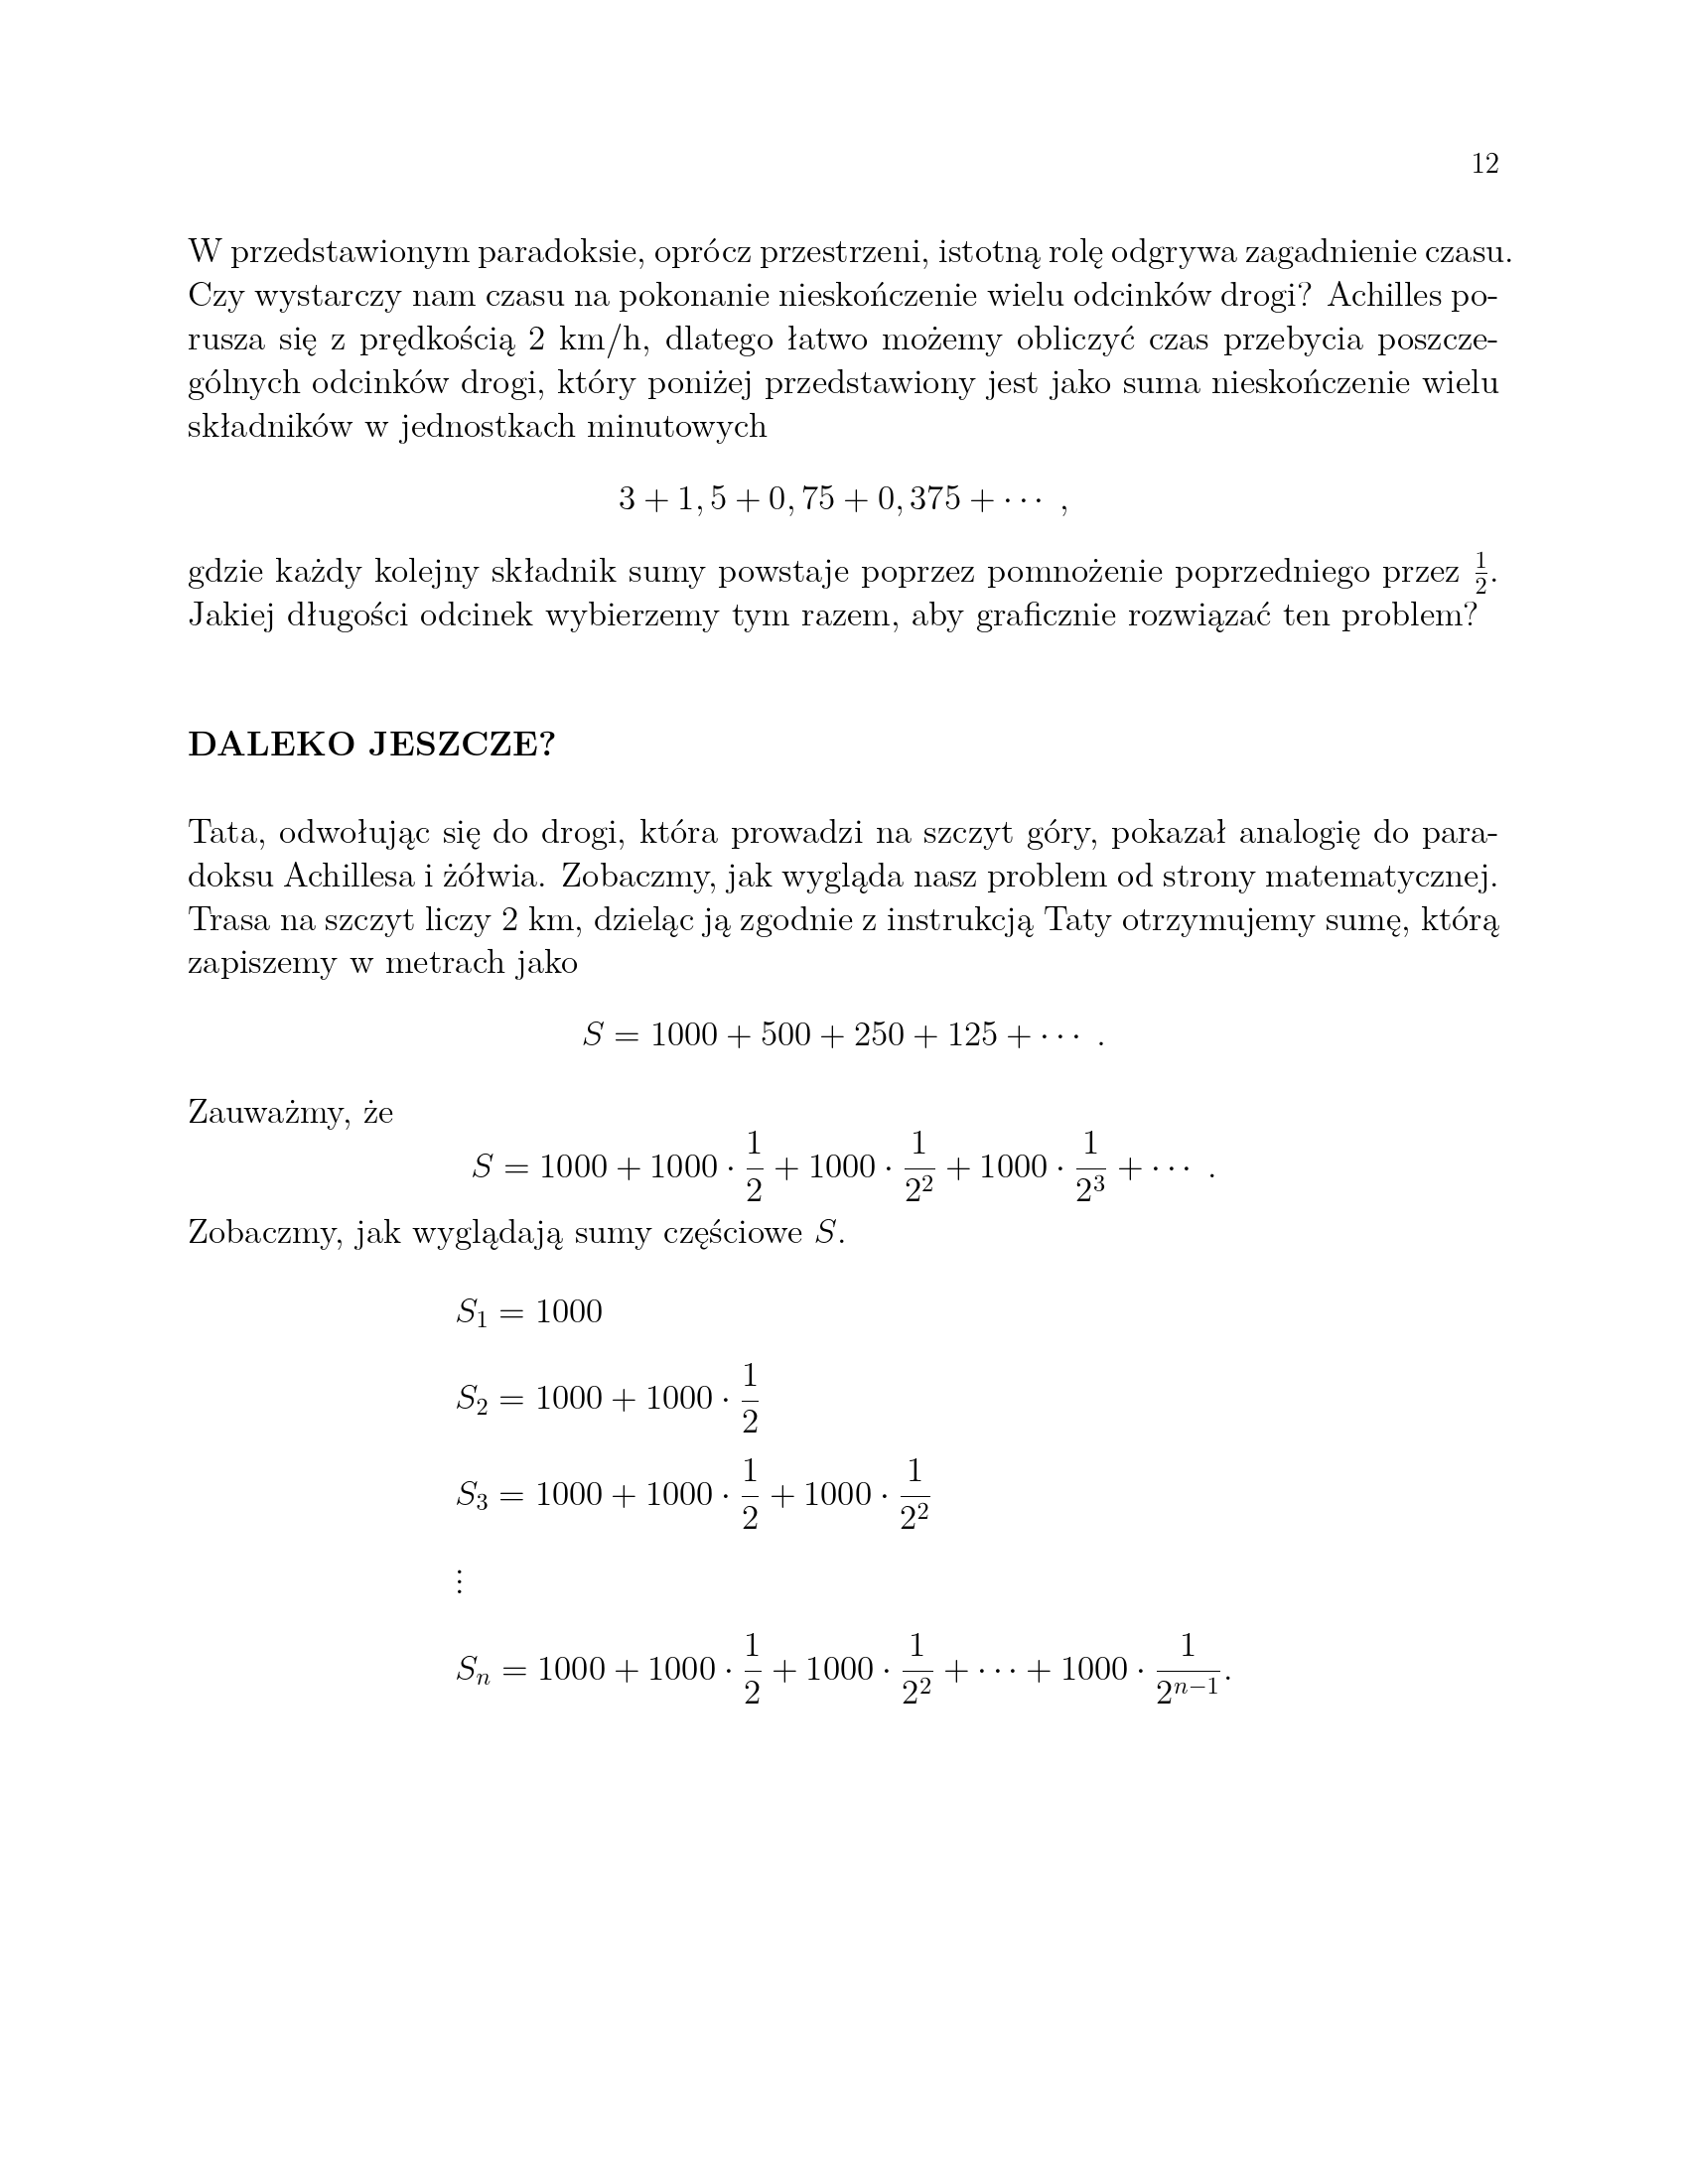 12
W przedstawionym paradoksie, oprócz przestrzeni, istotną rolę odgrywa zagadnienie czasu.
Czy wystarczy nam czasu na pokonanie nieskończenie wielu odcinków drogi? Achilles po-
rusza się z prędkością 2 km/h, dlatego łatwo możemy obliczyć czas przebycia poszcze-
gólnych odcinków drogi, który poniżej przedstawiony jest jako suma nieskończenie wielu
składników w jednostkach minutowych
3 + 1, 5 + 0, 75 + 0, 375 + ⋯ ,
gdzie każdy kolejny składnik sumy powstaje poprzez pomnożenie poprzedniego przez $\frac{1}{2}$.
Jakiej długości odcinek wybierzemy tym razem, aby graficznie rozwiązać ten problem?
DALEKO JESZCZE?
Tata, odwołując się do drogi, która prowadzi na szczyt góry, pokazał analogię do para-
doksu Achillesa i żółwia. Zobaczmy, jak wygląda nasz problem od strony matematycznej.
Trasa na szczyt liczy 2 km, dzieląc ją zgodnie z instrukcją Taty otrzymujemy sumę, którą
zapiszemy w metrach jako
$S = 1000 + 500 + 250 + 125 + \cdots$ .
Zauważmy, że
$S = 1000 + 1000 \cdot \frac{1}{2} + 1000 \cdot \frac{1}{2^2} + 1000 \cdot \frac{1}{2^3} + \cdots$ .
Zobaczmy, jak wyglądają sumy częściowe $S$.
$S_1 = 1000$
$S_2 = 1000 + 1000 \cdot \frac{1}{2}$
$S_3 = 1000 + 1000 \cdot \frac{1}{2} + 1000 \cdot \frac{1}{2^2}$
⋮
$S_n = 1000 + 1000 \cdot \frac{1}{2} + 1000 \cdot \frac{1}{2^2} + \cdots + 1000 \cdot \frac{1}{2^{n-1}}.$